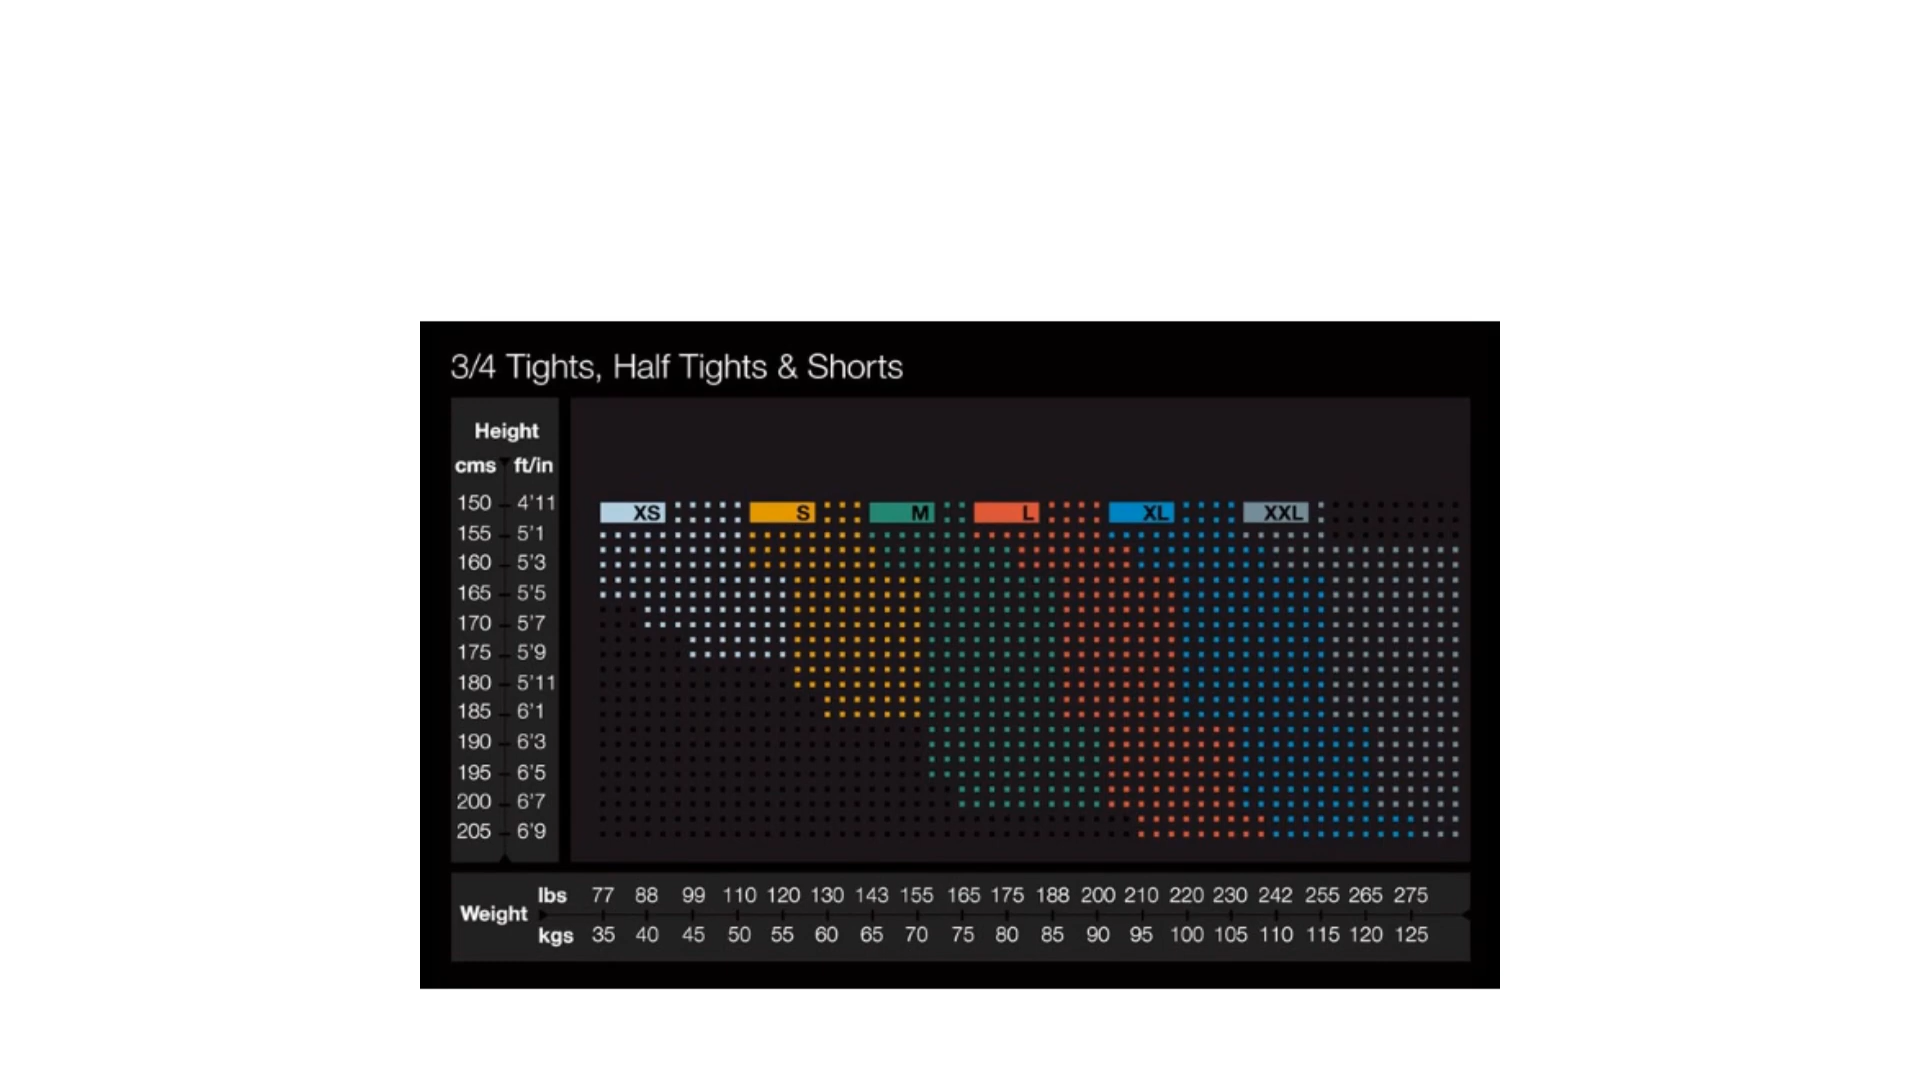 3/4 Tights, Half Tights & Shorts
Height
cms ft/in
XS S M L XL XXL
150 4'11
155 5'1
160 5'3
165 5'5
170 5'7
175 5'9
180 5'11
185 6'1
190 6'3
195 6'5
200 6'7
205 6'9
Weight
lbs 77 88 99 110 120 130 143 155 165 175 188 200 210 220 230 242 255 265 275
kgs 35 40 45 50 55 60 65 70 75 80 85 90 95 100 105 110 115 120 125